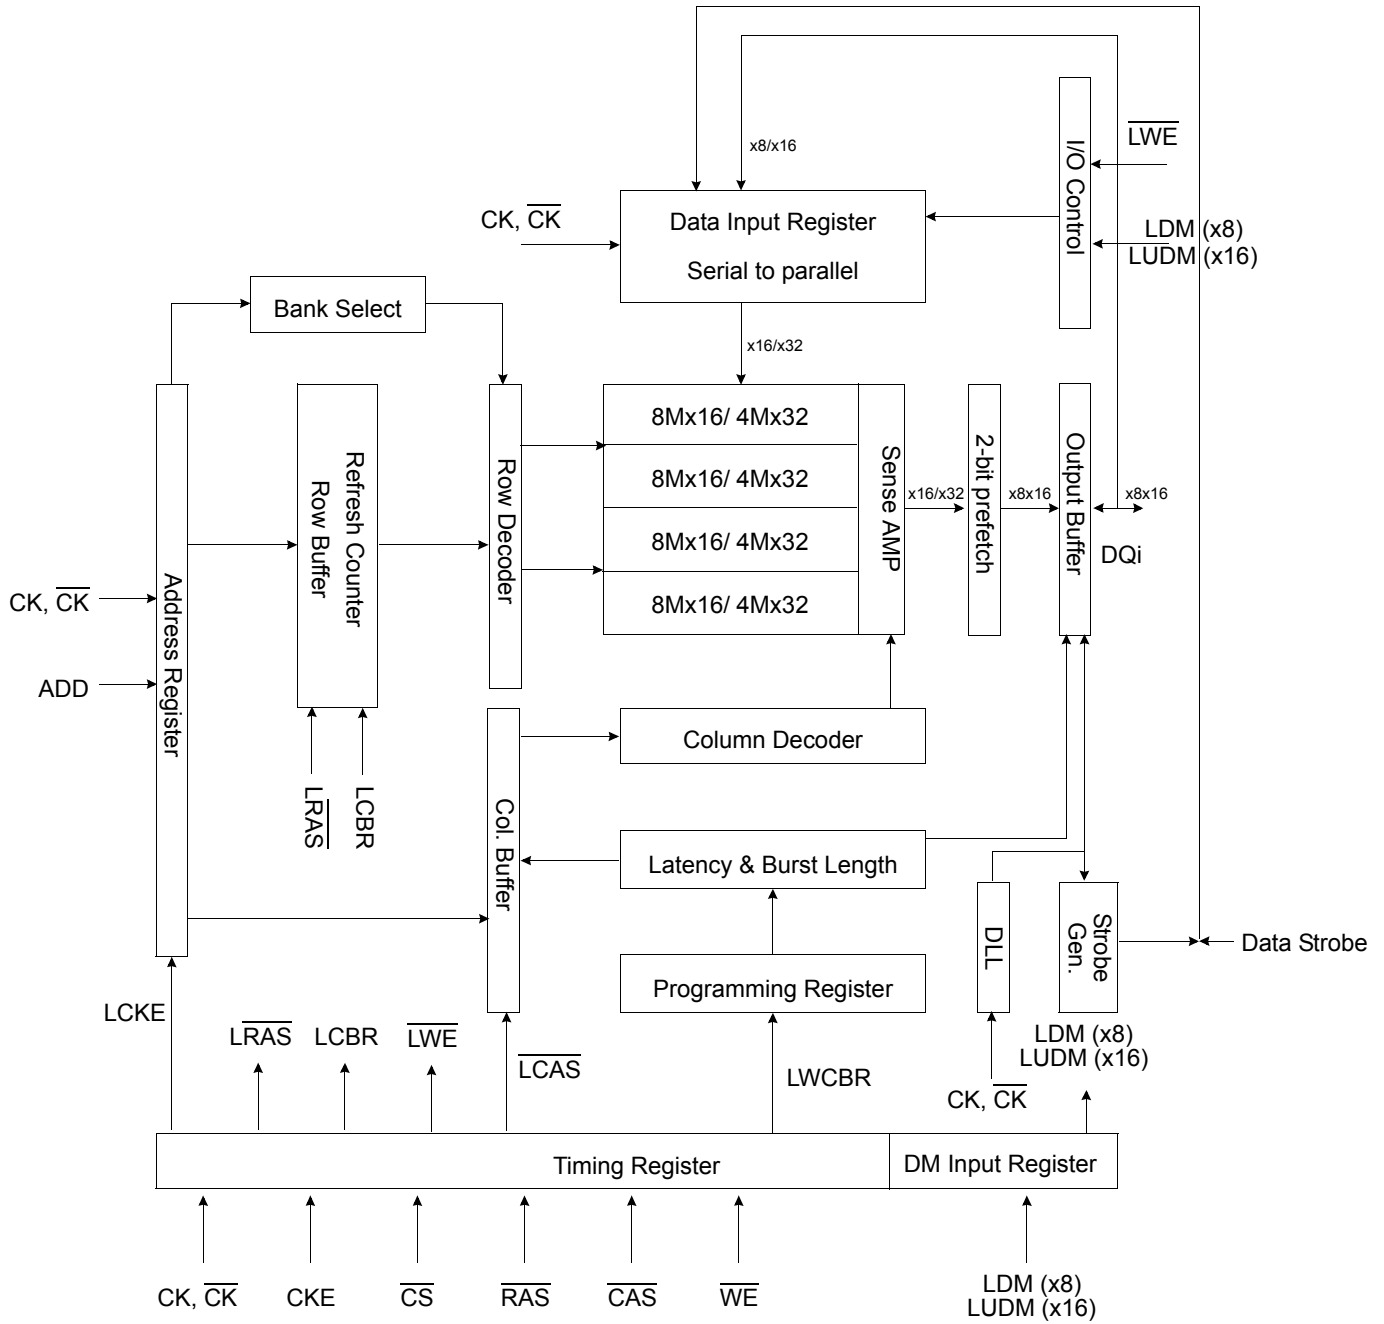 x8/x16
LWE
I/O Control
CK, CK
Data Input Register
Serial to parallel
LDM (x8)
LUDM (x16)
Bank Select
x16/x32
8Mx16/ 4Mx32
8Mx16/ 4Mx32
8Mx16/ 4Mx32
8Mx16/ 4Mx32
Address Register
Refresh Counter
Row Buffer
Row Decoder
Sense AMP
x16/x32
2-bit prefetch
x8x16
Output Buffer
x8x16
DQi
CK, CK
ADD
LRAS
LCBR
Col. Buffer
Column Decoder
Latency & Burst Length
Programming Register
DLL
Strobe
Gen.
Data Strobe
LCKE
LRAS
LCBR
LWE
LCAS
LWCBR
CK, CK
LDM (x8)
LUDM (x16)
Timing Register
DM Input Register
CK, CK
CKE
CS
RAS
CAS
WE
LDM (x8)
LUDM (x16)